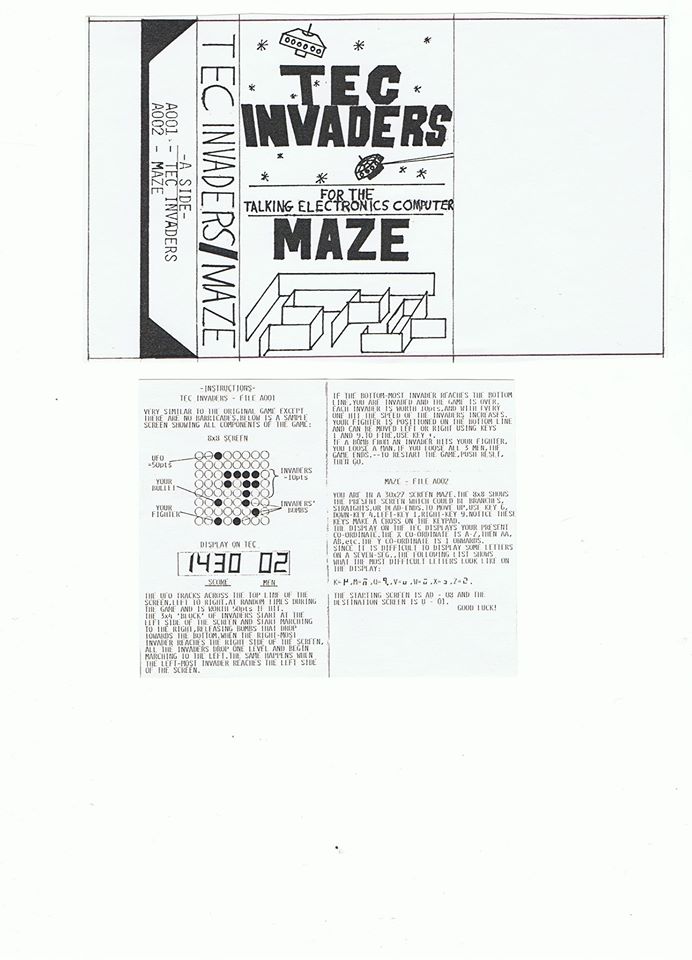 -A SIDE-
A001 - TEC INVADERS
A002 - MAZE
TEC INVADERS/MAZE
TEC
INVADERS
FOR THE
TALKING ELECTRONICS COMPUTER
MAZE
-INSTRUCTIONS-
TEC INVADERS - FILE A001
VERY SIMILAR TO THE ORIGINAL GAME EXCEPT
THERE ARE NO BARRICADES.BELOW IS A SAMPLE
SCREEN SHOWING ALL COMPONENTS OF THE GAME:
8x8 SCREEN
UFO
=50pts
INVADERS
=10pts
YOUR
BULLET
INVADERS'
BOMBS
YOUR
FIGHTER
DISPLAY ON TEC
1430 02
SCORE MEN
THE UFO TRACKS ACROSS THE TOP LINE OF THE
SCREEN,LEFT TO RIGHT,AT RANDOM TIMES DURING
THE GAME AND IS WORTH 50pts IF HIT.
THE 3x4 'BLOCK' OF INVADERS START AT THE
LEFT SIDE OF THE SCREEN AND START MARCHING
TO THE RIGHT,RELEASING BOMBS THAT DROP
TOWARDS THE BOTTOM.WHEN THE RIGHT-MOST
INVADER REACHES THE RIGHT SIDE OF THE SCREEN,
ALL THE INVADERS DROP ONE LEVEL AND BEGIN
MARCHING TO THE LEFT.THE SAME HAPPENS WHEN
THE LEFT-MOST INVADER REACHES THE LEFT SIDE
OF THE SCREEN.
IF THE BOTTOM-MOST INVADER REACHES THE BOTTOM
LINE,YOU ARE INVADED AND THE GAME IS OVER.
EACH INVADER IS WORTH 10pts,AND WITH EVERY
ONE HIT THE SPEED OF THE INVADERS INCREASES.
YOUR FIGHTER IS POSITIONED ON THE BOTTOM LINE
AND CAN BE MOVED LEFT OR RIGHT USING KEYS
1 AND 9.TO FIRE,USE KEY +.
IF A BOMB FROM AN INVADER HITS YOUR FIGHTER,
YOU LOOSE A MAN.IF YOU LOOSE ALL 3 MEN,THE
GAME ENDS.--TO RESTART THE GAME,PUSH RESET,
THEN GO.
MAZE - FILE A002
YOU ARE IN A 30x27 SCREEN MAZE.THE 8x8 SHOWS
THE PRESENT SCREEN WHICH COULD BE BRANCHES,
STRAIGHTS,OR DEAD-ENDS.TO MOVE UP,USE KEY 6,
DOWN-KEY 4,LEFT-KEY 1,RIGHT-KEY 9.NOTICE THESE
KEYS MAKE A CROSS ON THE KEYPAD.
THE DISPLAY ON THE TEC DISPLAYS YOUR PRESENT
CO-ORDINATE.THE X CO-ORDINATE IS A-Z,THEN AA,
AB,etc.THE Y CO-ORDINATE IS 1 ONWARDS.
SINCE IT IS DIFFICULT TO DISPLAY SOME LETTERS
ON A SEVEN-SEG.,THE FOLLOWING LIST SHOWS
WHAT THE MOST DIFFICULT LETTERS LOOK LIKE ON
THE DISPLAY:
THE STARTING SCREEN IS AD - 08 AND THE
DESTINATION SCREEN IS U - 01.
GOOD LUCK!